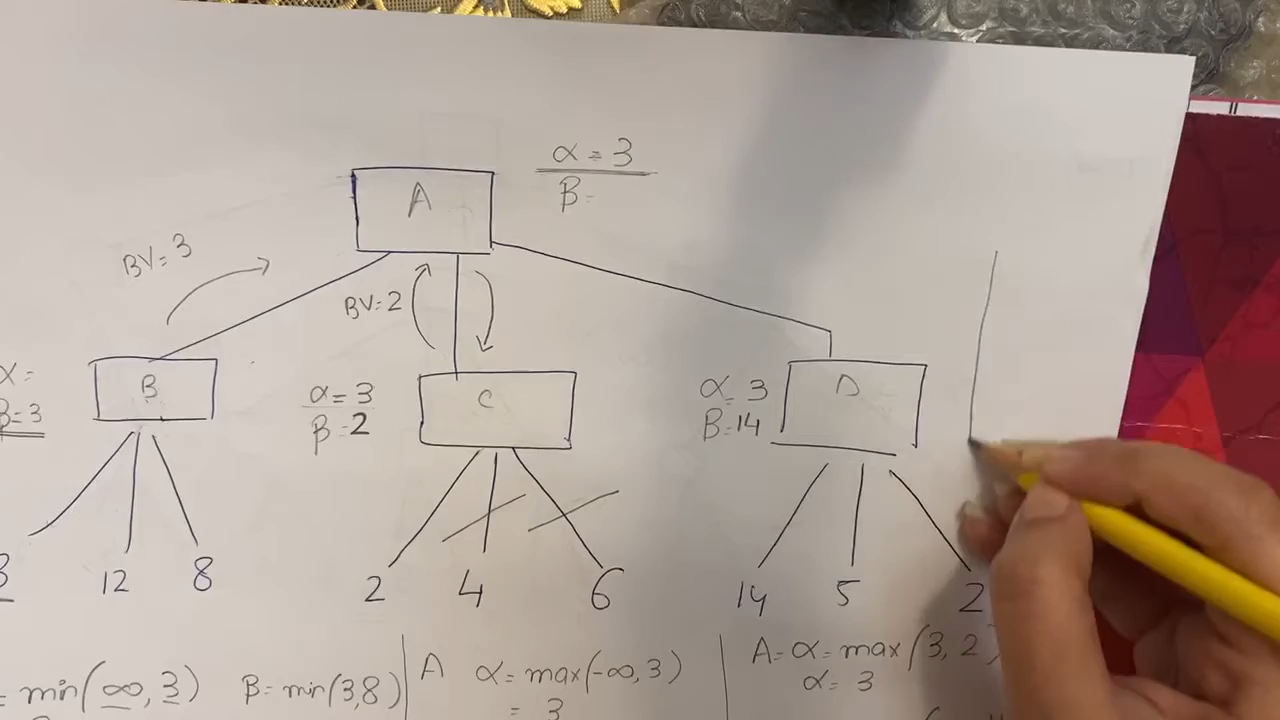 α = 3
β =
A
BV = 3
BV = 2
α =
β = 3
B
α = 3
β = 2
C
α = 3
β = 14
D
3 12 8
2 4 6
14 5 2
= min(∞, 3) β = min(3,8)
A α = max(-∞, 3)
= 3
A = α = max(3, 2)
α = 3